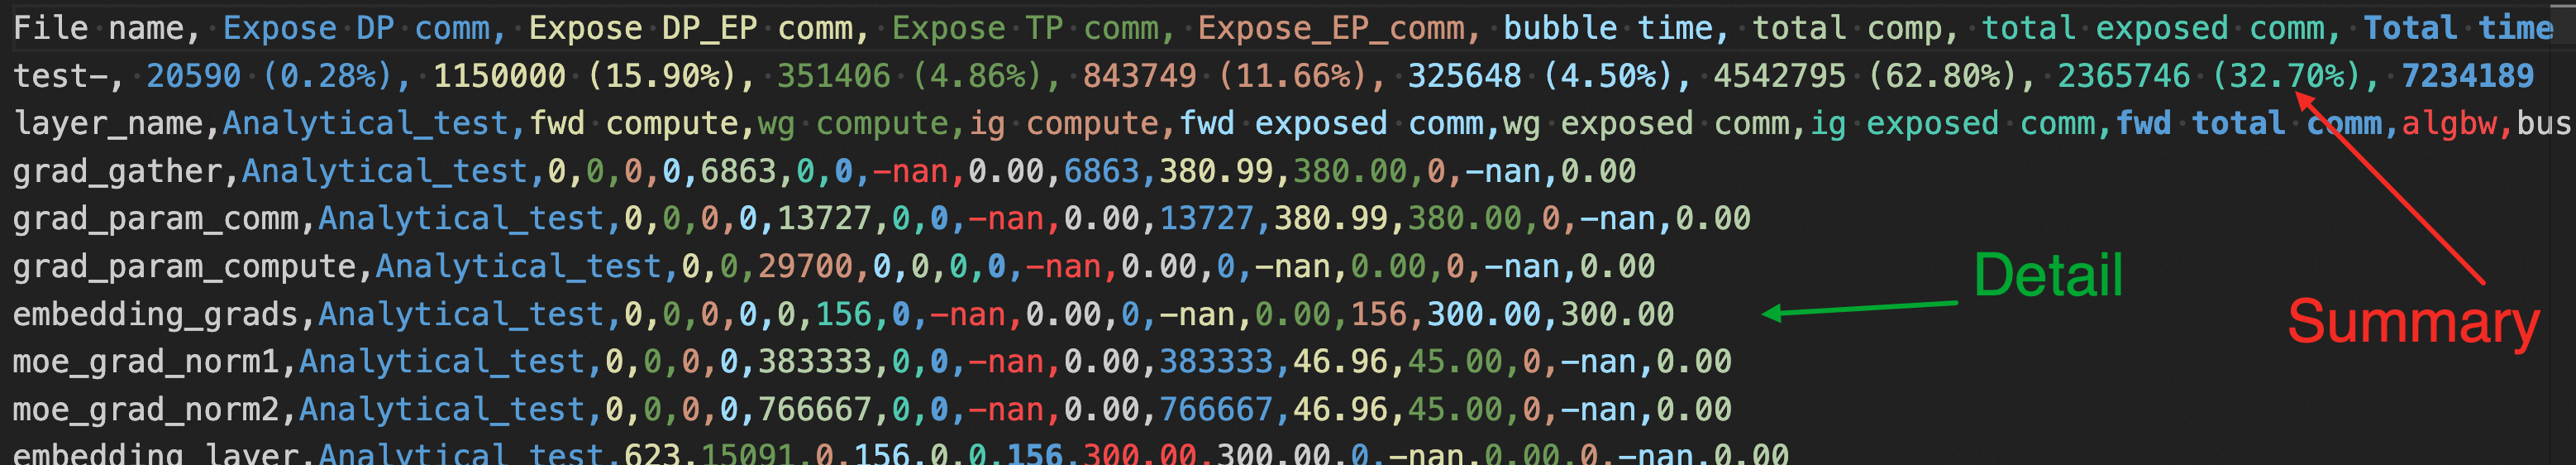 File name, Expose DP comm, Expose DP_EP comm, Expose TP comm, Expose_EP_comm, bubble time, total comp, total exposed comm, Total time
test-, 20590 (0.28%), 1150000 (15.90%), 351406 (4.86%), 843749 (11.66%), 325648 (4.50%), 4542795 (62.80%), 2365746 (32.70%), 7234189
layer_name,Analytical_test,fwd compute,wg compute,ig compute,fwd exposed comm,wg exposed comm,ig exposed comm,fwd total comm,algbw,bus
grad_gather,Analytical_test,0,0,0,0,6863,0,0,-nan,0.00,6863,380.99,380.00,0,-nan,0.00
grad_param_comm,Analytical_test,0,0,0,0,13727,0,0,-nan,0.00,13727,380.99,380.00,0,-nan,0.00
grad_param_compute,Analytical_test,0,0,29700,0,0,0,0,-nan,0.00,0,-nan,0.00,0,-nan,0.00
Detail
embedding_grads,Analytical_test,0,0,0,0,0,156,0,-nan,0.00,0,-nan,0.00,156,300.00,300.00
Summary
moe_grad_norm1,Analytical_test,0,0,0,0,383333,0,0,-nan,0.00,383333,46.96,45.00,0,-nan,0.00
moe_grad_norm2,Analytical_test,0,0,0,0,766667,0,0,-nan,0.00,766667,46.96,45.00,0,-nan,0.00
embedding_layer,Analytical_test,623,15091,0,156,0,0,156,300.00,300.00,0,-nan,0.00,0,-nan,0.00